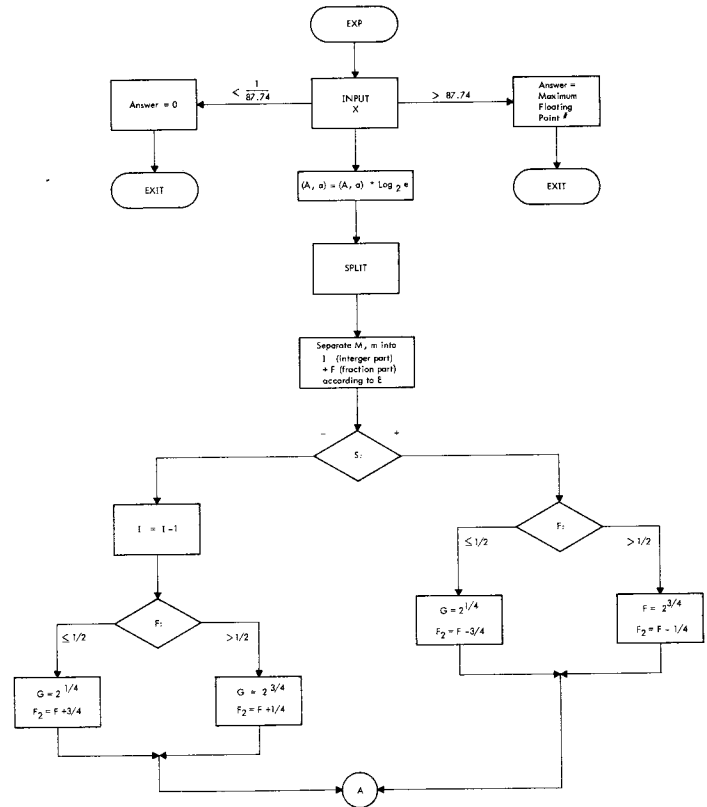 EXP
< 1/87.74
> 87.74
Answer = 0
INPUT
X
Answer =
Maximum
Floating
Point #
EXIT
EXIT
(A, a) = (A, a) * Log 2 e
SPLIT
Separate M, m into
I (interger part)
+ F (fraction part)
according to E
-
+
S:
I = I-1
F:
≤ 1/2
> 1/2
F:
≤ 1/2
> 1/2
G = 2 1/4
F2 = F -3/4
F = 2 3/4
F2 = F - 1/4
G = 2 1/4
F2 = F +3/4
G = 2 3/4
F2 = F +1/4
A